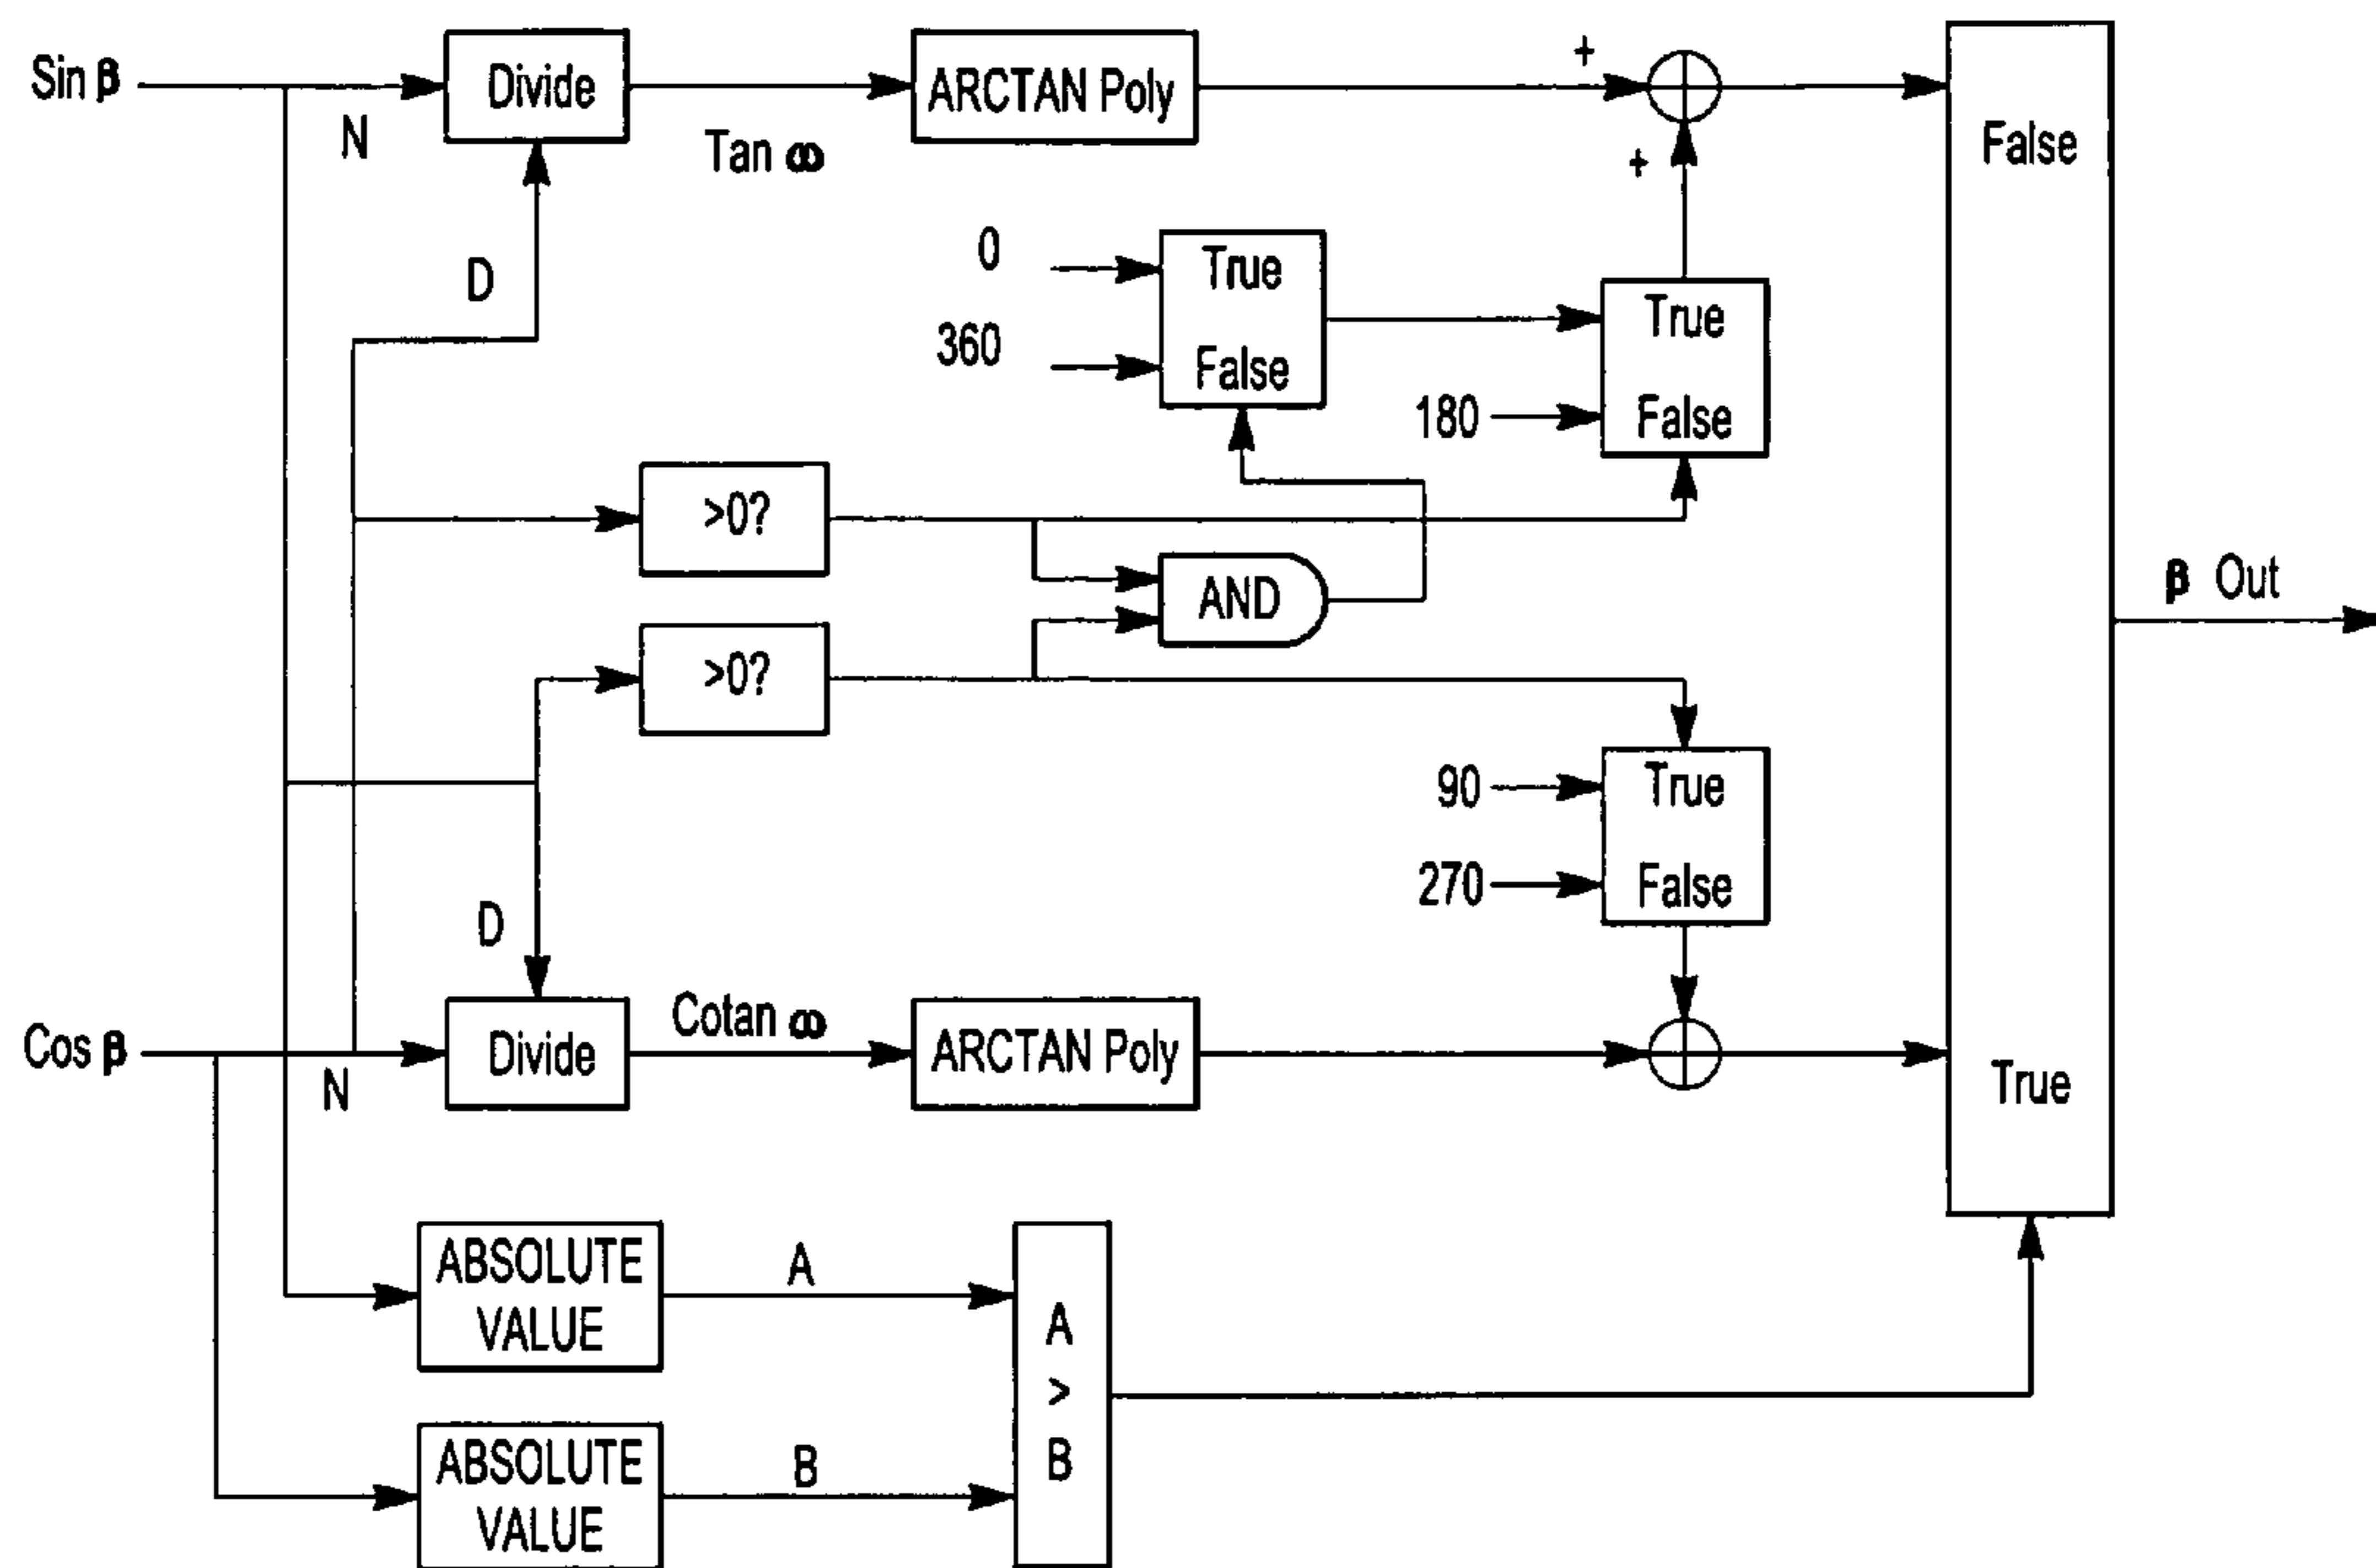 Sin β
N
Divide
Tan ω
ARCTAN Poly
+
+
False
D
0
360
True
False
True
False
180
>0?
AND
>0?
β Out
90
270
True
False
D
Cos β
N
Divide
Cotan ω
ARCTAN Poly
True
ABSOLUTE
VALUE
A
A
>
B
ABSOLUTE
VALUE
B